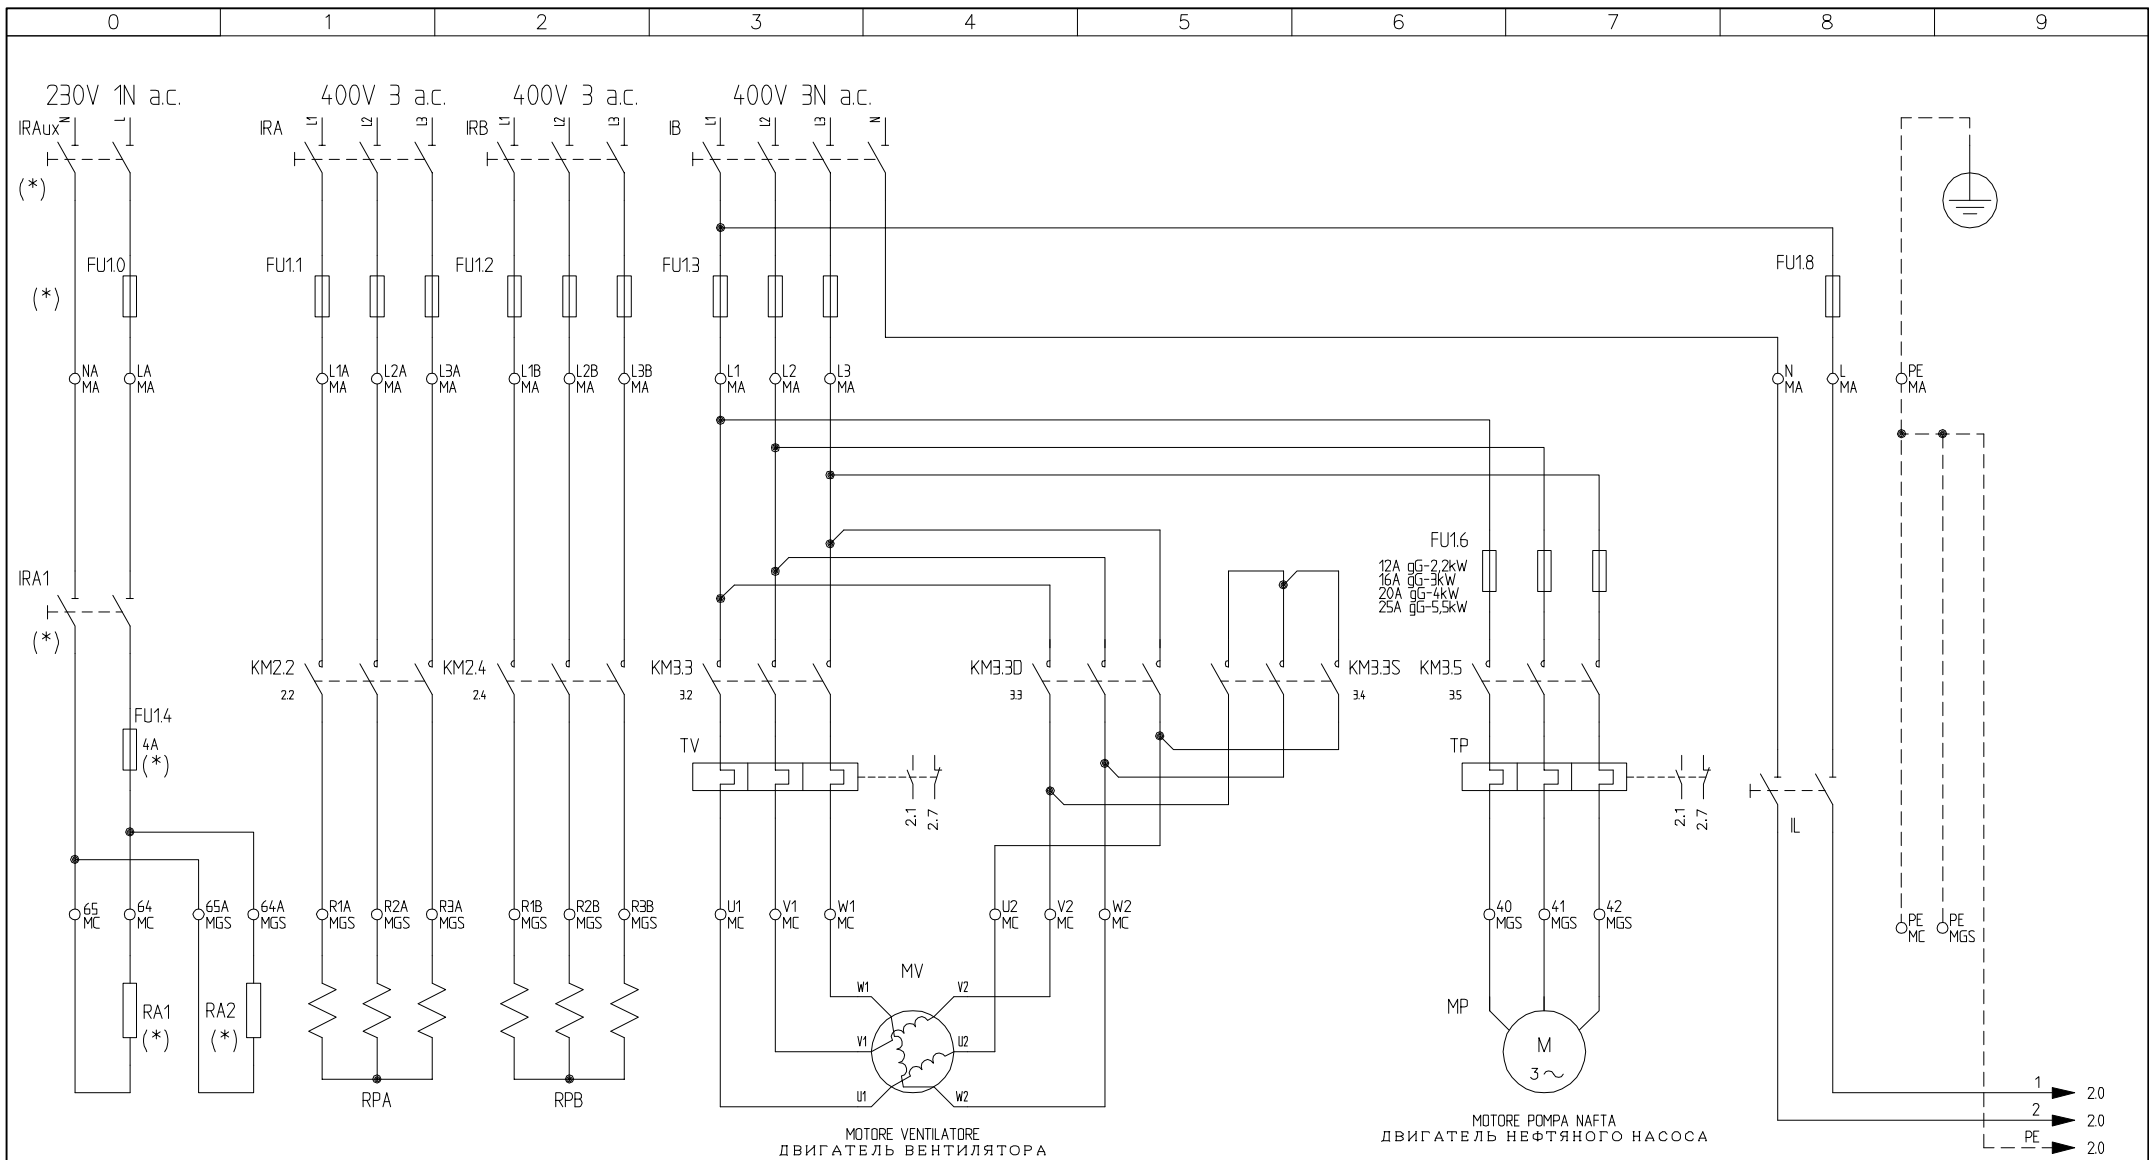 0 1 2 3 4 5 6 7 8 9
230V 1N a.c. 400V 3 a.c. 400V 3 a.c. 400V 3N a.c.
N L L1 L2 L3 L1 L2 L3 L1 L2 L3 N
IRAux IRA IRB IB
(*)
FU1.0 FU1.1 FU1.2 FU1.3 FU1.8
(*)
NA LA L1A L2A L3A L1B L2B L3B L1 L2 L3 N L PE
MA MA MA MA MA MA MA MA MA MA MA MA MA MA
FU1.6
12A gG-2,2kW
16A gG-3kW
20A gG-4kW
25A gG-5,5kW
IRA1
(*)
KM2.2 KM2.4 KM3.3 KM3.3D KM3.3S KM3.5
2.2 2.4 3.2 3.3 3.4 3.5
FU1.4
4A
(*)
TV TP
2.1 2.7 2.1 2.7
IL
65 64 65A 64A R1A R2A R3A R1B R2B R3B U1 V1 W1 U2 V2 W2 40 41 42 PE PE
MC MC MGS MGS MGS MGS MGS MGS MGS MGS MC MC MC MC MC MC MGS MGS MGS MC MGS
MV
W1 V2
RA1 RA2 MP
(*) (*)
V1 U2 M
3~
U1 W2
RPA RPB
1 2.0
2 2.0
PE 2.0
MOTORE VENTILATORE
ДВИГАТЕЛЬ ВЕНТИЛЯТОРА
MOTORE POMPA NAFTA
ДВИГАТЕЛЬ НЕФТЯНОГО НАСОСА